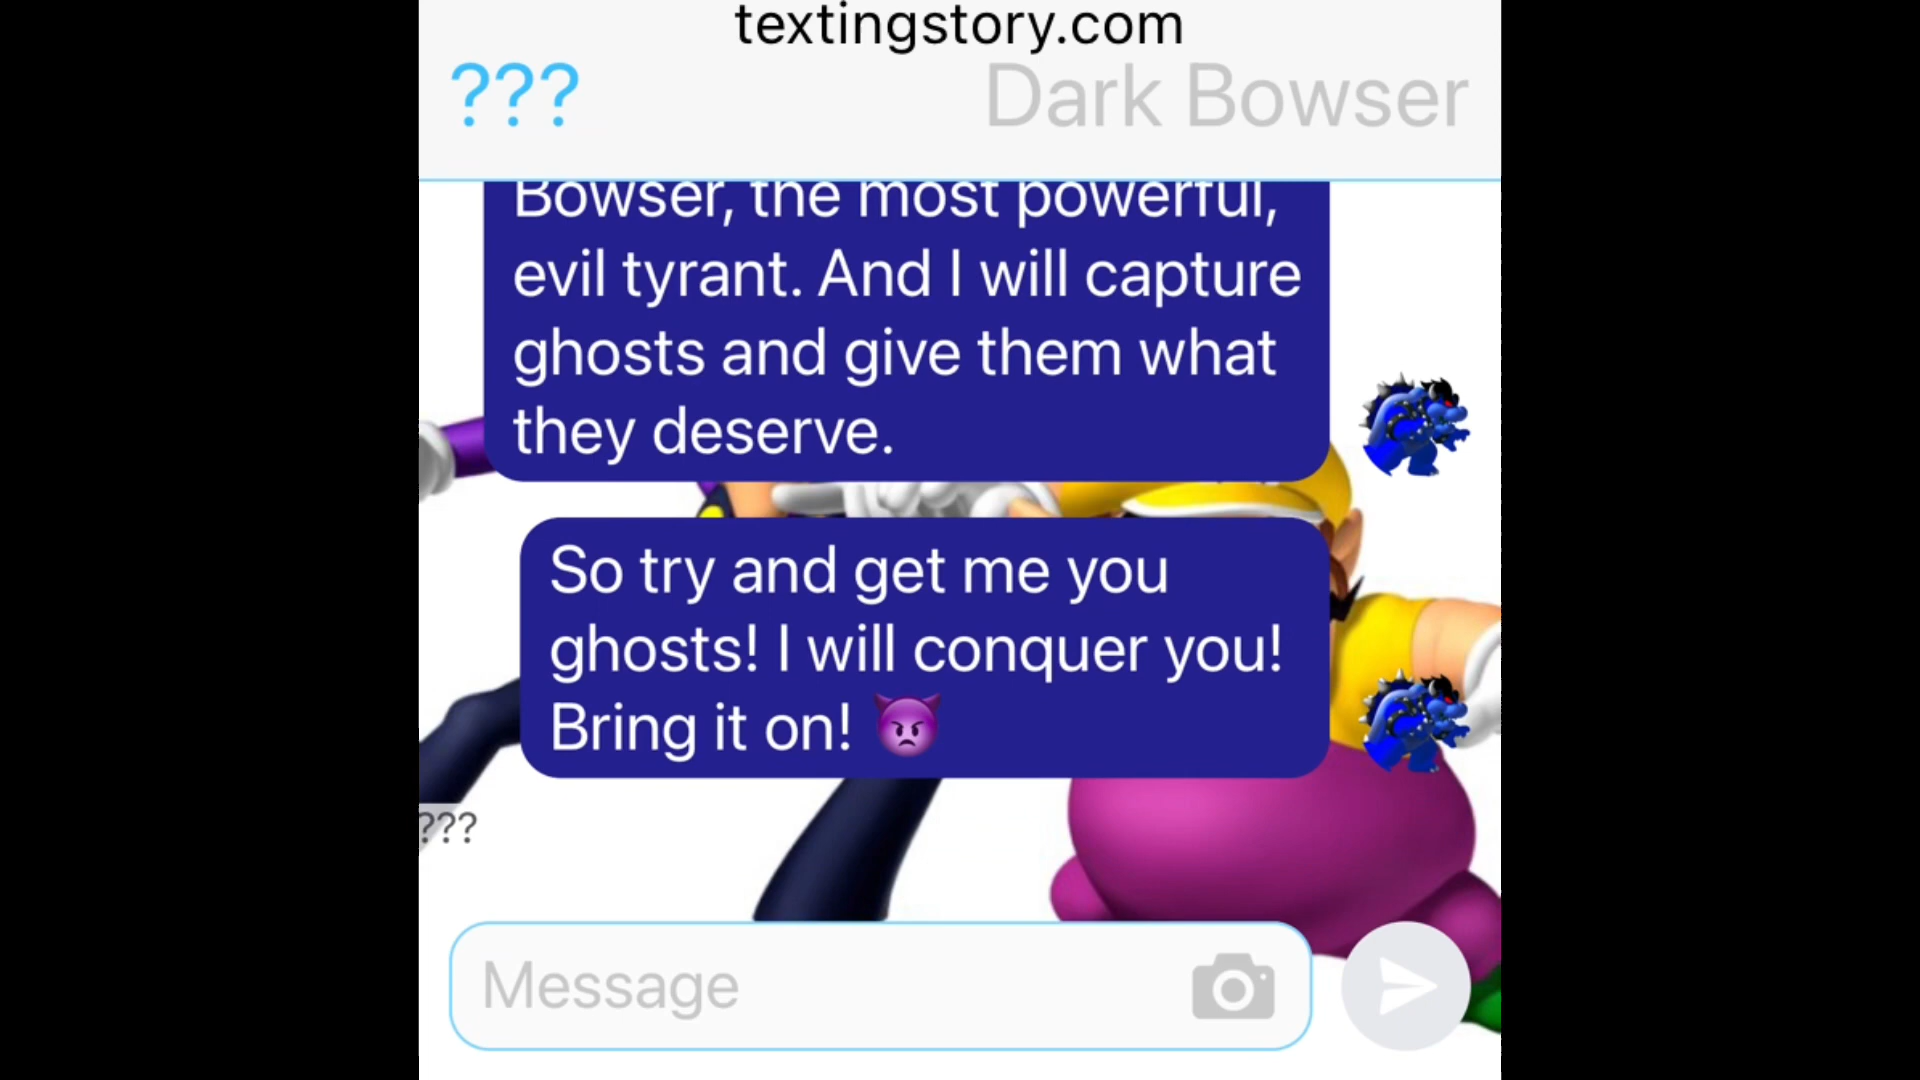 textingstory.com
??? Dark Bowser
Bowser, the most powerful,
evil tyrant. And I will capture
ghosts and give them what
they deserve.
So try and get me you
ghosts! I will conquer you!
Bring it on! 👿
???
Message